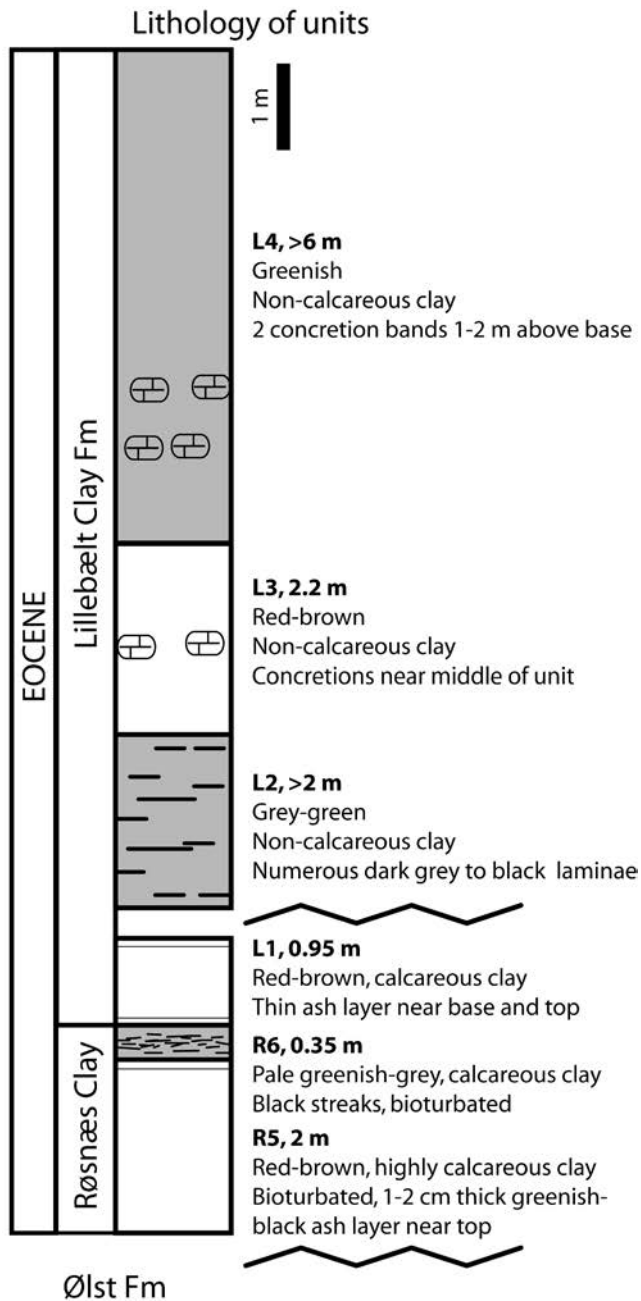 Lithology of units
1 m
EOCENE
Lillebælt Clay Fm
L4, >6 m
Greenish
Non-calcareous clay
2 concretion bands 1-2 m above base
L3, 2.2 m
Red-brown
Non-calcareous clay
Concretions near middle of unit
L2, >2 m
Grey-green
Non-calcareous clay
Numerous dark grey to black laminae
L1, 0.95 m
Red-brown, calcareous clay
Thin ash layer near base and top
Røsnæs Clay
R6, 0.35 m
Pale greenish-grey, calcareous clay
Black streaks, bioturbated
R5, 2 m
Red-brown, highly calcareous clay
Bioturbated, 1-2 cm thick greenish-
black ash layer near top
Ølst Fm